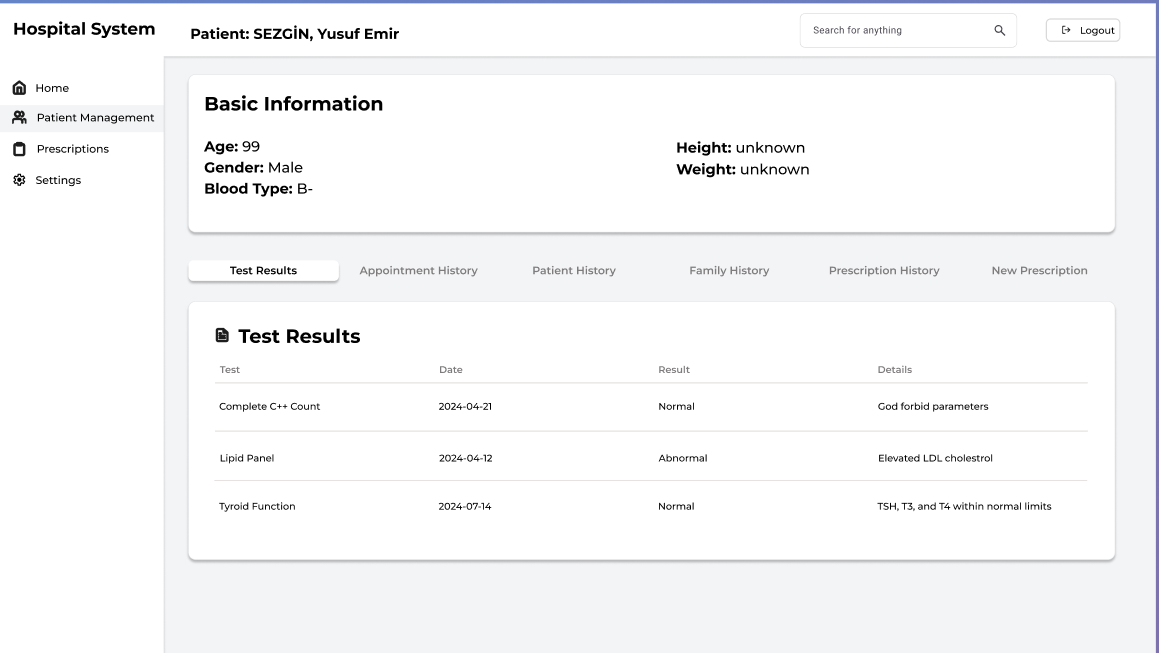 Hospital System
Patient: SEZGİN, Yusuf Emir
Search for anything
Logout
Home
Patient Management
Prescriptions
Settings
Basic Information
Age: 99
Gender: Male
Blood Type: B-
Height: unknown
Weight: unknown
Test Results Appointment History Patient History Family History Prescription History New Prescription
Test Results
Test Date Result Details
Complete C++ Count 2024-04-21 Normal God forbid parameters
Lipid Panel 2024-04-12 Abnormal Elevated LDL cholestrol
Tyroid Function 2024-07-14 Normal TSH, T3, and T4 within normal limits